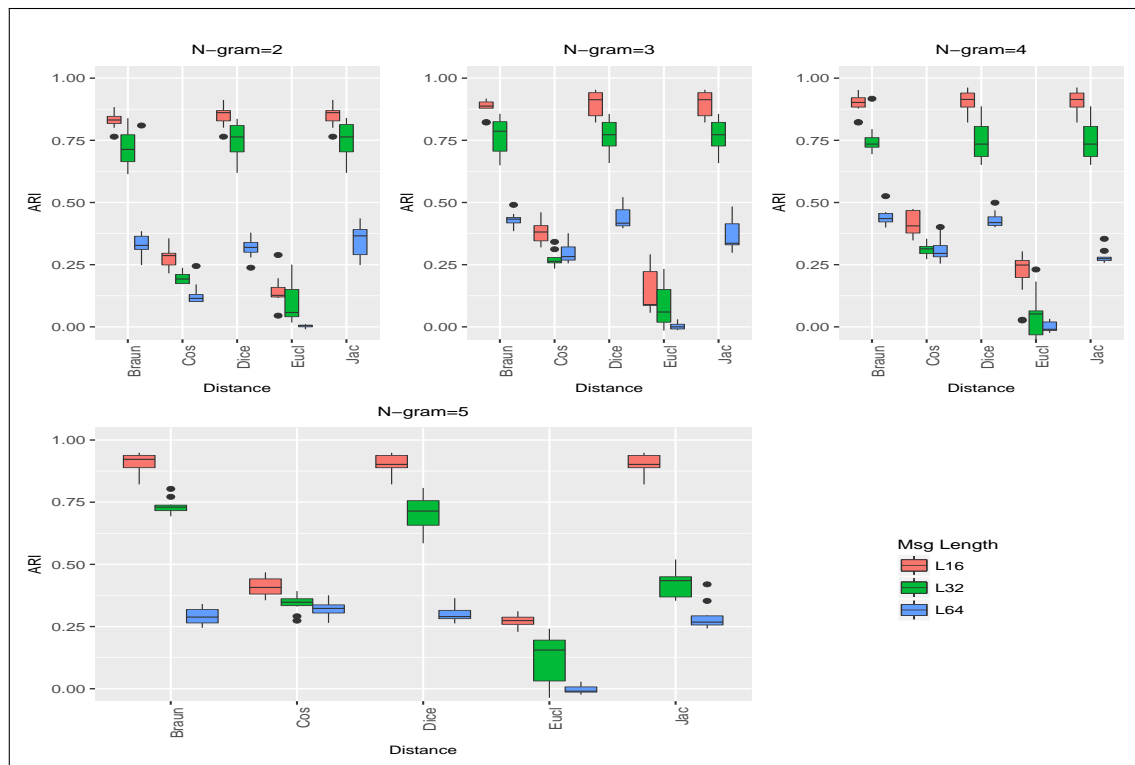 N−gram=2
N−gram=3
N−gram=4
1.00
0.75
0.50
0.25
0.00
ARI
Braun
Cos
Dice
Eucl
Jac
Distance
1.00
0.75
0.50
0.25
0.00
ARI
Braun
Cos
Dice
Eucl
Jac
Distance
1.00
0.75
0.50
0.25
0.00
ARI
Braun
Cos
Dice
Eucl
Jac
Distance
N−gram=5
1.00
0.75
0.50
0.25
0.00
ARI
Braun
Cos
Dice
Eucl
Jac
Distance
Msg Length
L16
L32
L64